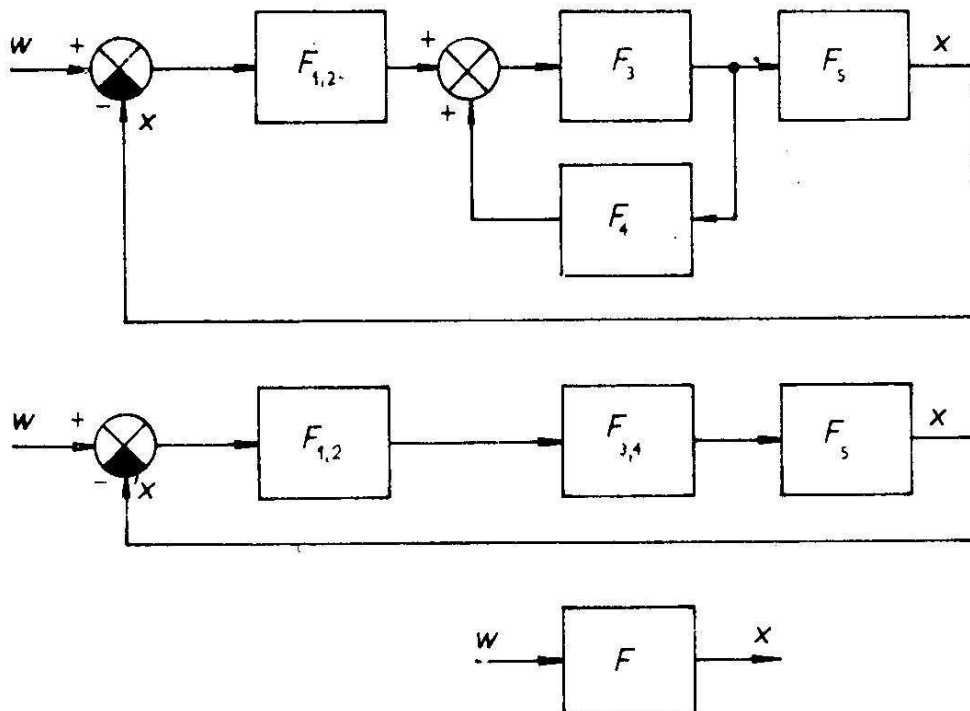 w + F₁,₂ + F₃ F₅ x
- x +
F₄
w + F₁,₂ F₃,₄ F₅ x
- x
w F x